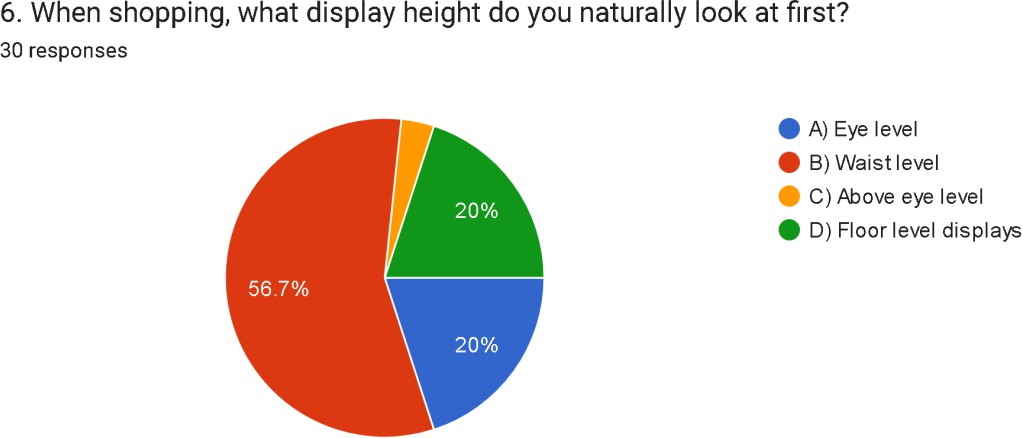 6. When shopping, what display height do you naturally look at first?
30 responses
A) Eye level
B) Waist level
C) Above eye level
D) Floor level displays
20%
56.7%
20%